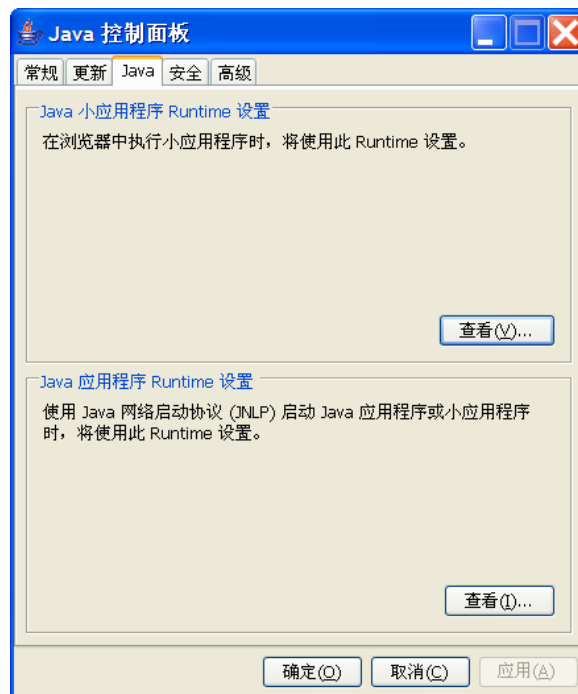 Java 控制面板
常规 更新 Java 安全 高级
Java 小应用程序 Runtime 设置
在浏览器中执行小应用程序时，将使用此 Runtime 设置。
查看(V)...
Java 应用程序 Runtime 设置
使用 Java 网络启动协议 (JNLP) 启动 Java 应用程序或小应用程序
时，将使用此 Runtime 设置。
查看(I)...
确定(O) 取消(C) 应用(A)